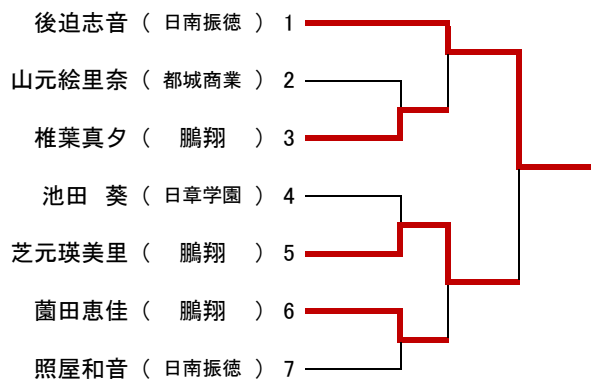 後迫志音（ 日南振徳 ） 1
山元絵里奈（ 都城商業 ） 2
椎葉真夕（ 鵬翔 ） 3
池田　葵（ 日章学園 ） 4
芝元瑛美里（ 鵬翔 ） 5
薗田恵佳（ 鵬翔 ） 6
照屋和音（ 日南振徳 ） 7